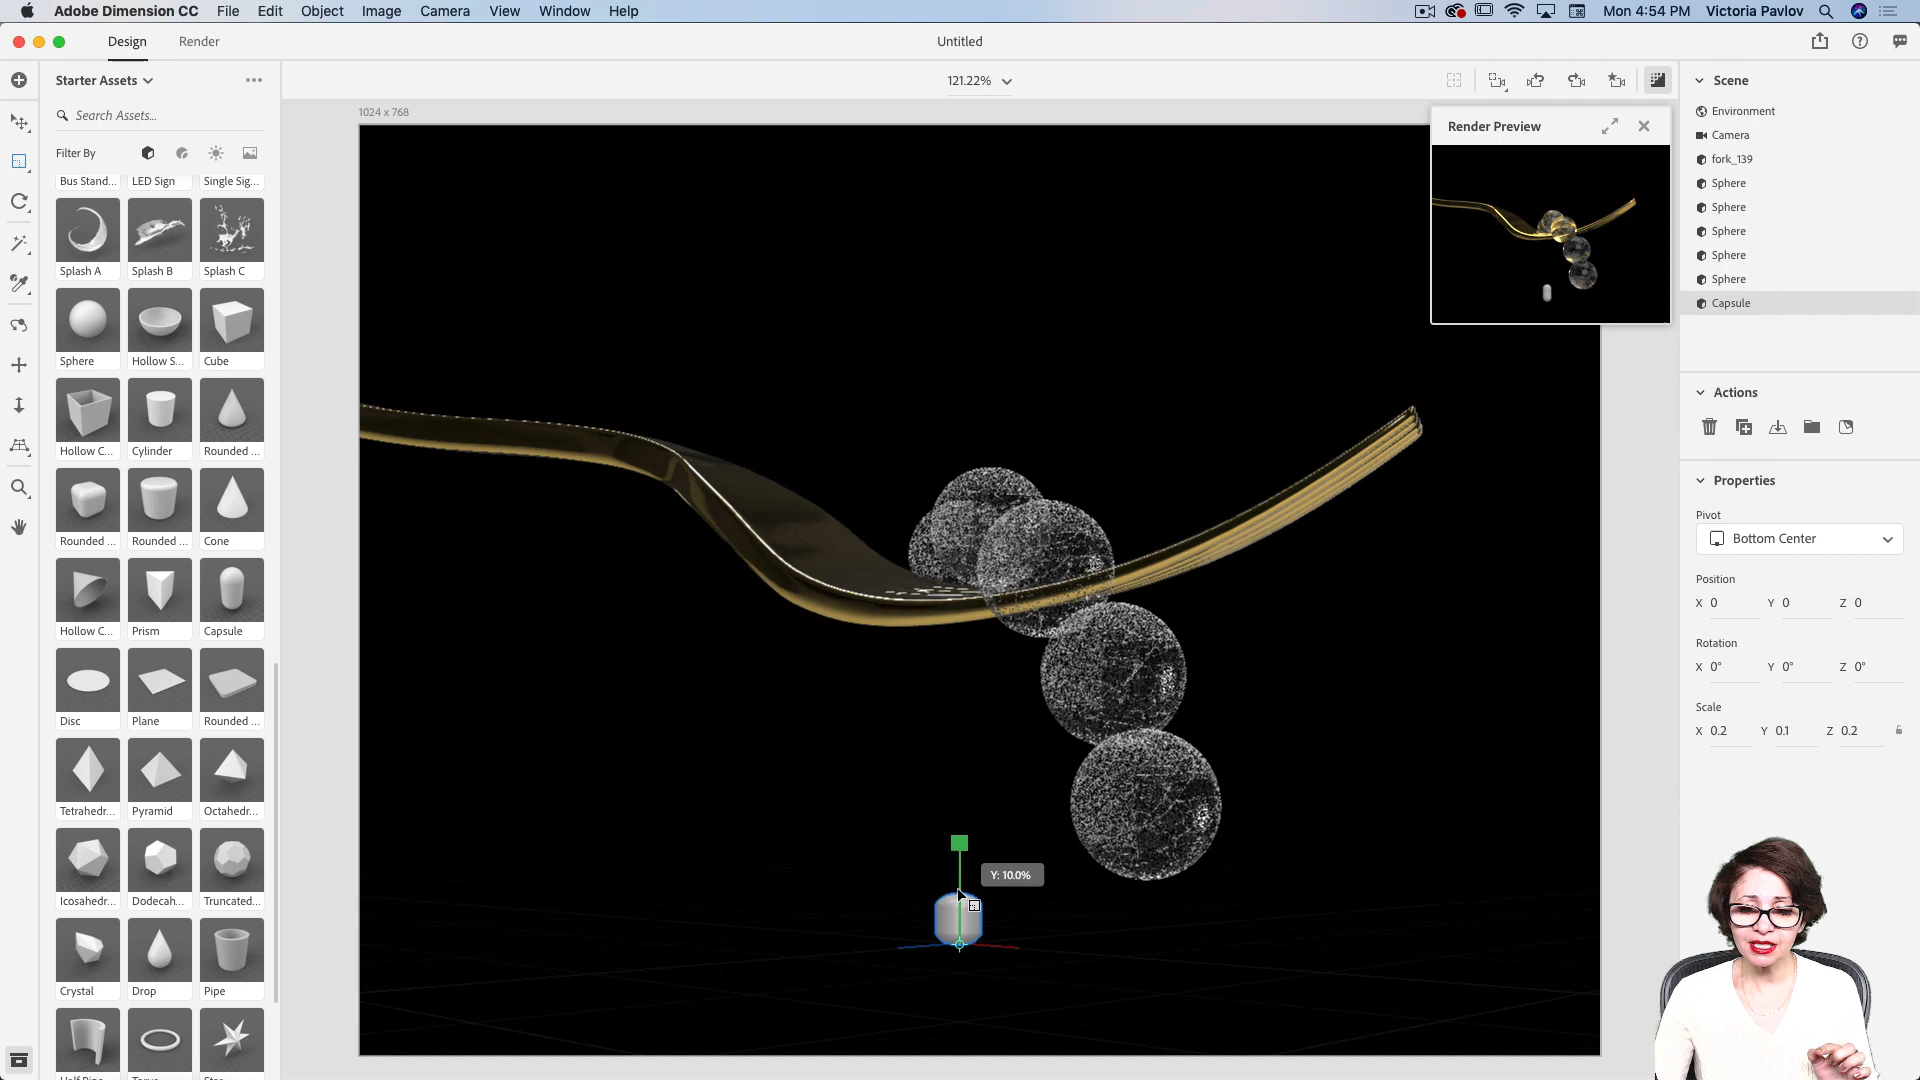 Adobe Dimension CC File Edit Object Image Camera View Window Help Mon 4:54 PM Victoria Pavlov
Design Render Untitled
Starter Assets 121.22% Scene
Search Assets...
Filter By
1024 x 768
Render Preview
Environment
Camera
fork_139
Sphere
Sphere
Sphere
Sphere
Sphere
Capsule
Bus Stand... LED Sign Single Sig...
Splash A Splash B Splash C
Sphere Hollow S... Cube
Hollow C... Cylinder Rounded ...
Rounded ... Rounded ... Cone
Hollow C... Prism Capsule
Disc Plane Rounded ...
Tetrahedr... Pyramid Octahedr...
Icosahedr... Dodecah... Truncated...
Crystal Drop Pipe
Y: 10.0%
Actions
Properties
Pivot
Bottom Center
Position
X 0 Y 0 Z 0
Rotation
X 0° Y 0° Z 0°
Scale
X 0.2 Y 0.1 Z 0.2